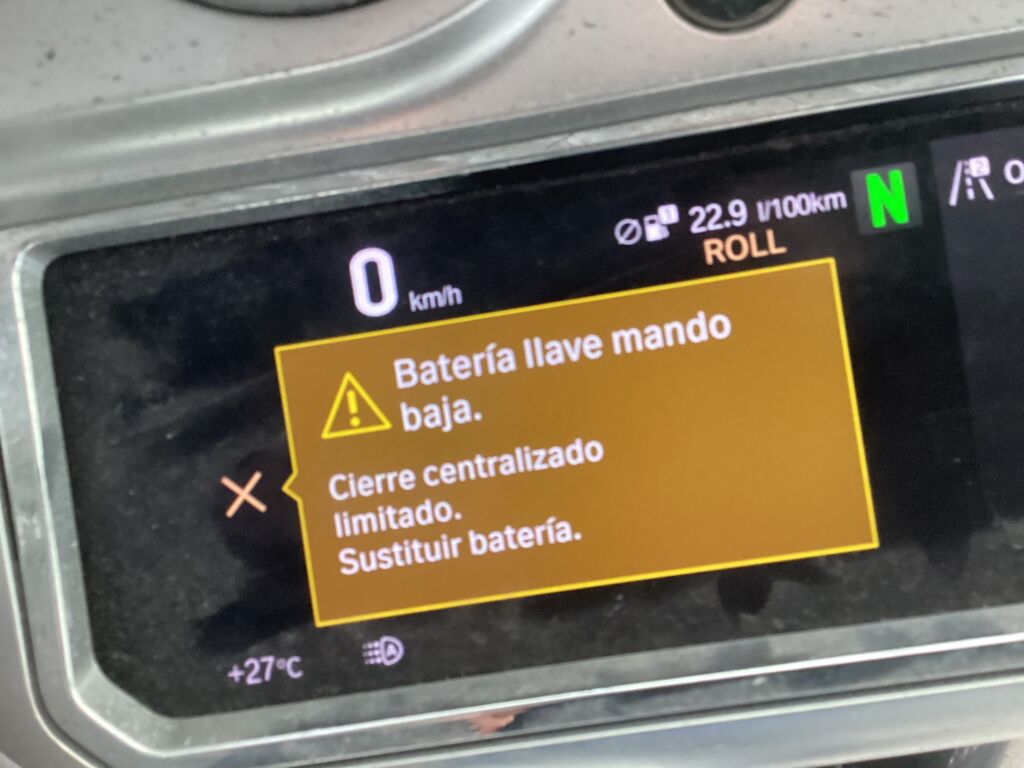 22.9 l/100km N
ROLL
0 km/h
Batería llave mando
baja.
Cierre centralizado
limitado.
Sustituir batería.
+27°C